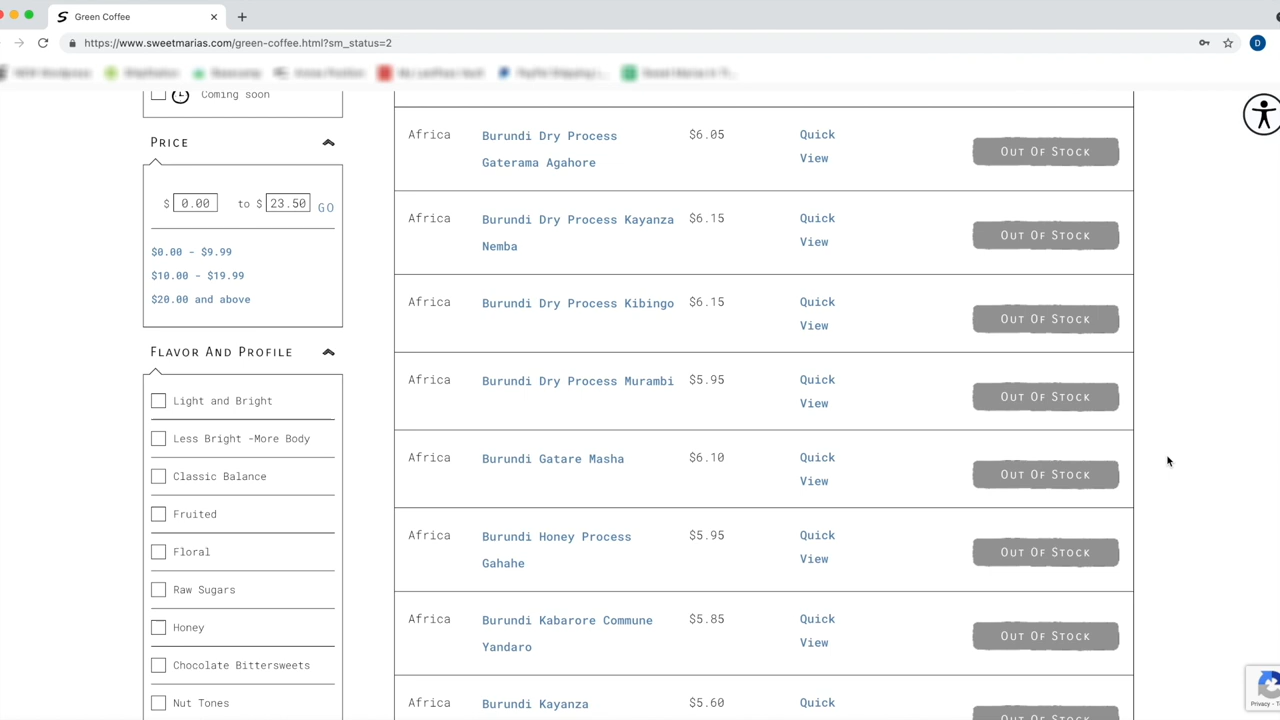 Green Coffee
https://www.sweetmarias.com/green-coffee.html?sm_status=2
D
Coming soon
PRICE
$ 0.00 to $ 23.50 GO
$0.00 - $9.99
$10.00 - $19.99
$20.00 and above
FLAVOR AND PROFILE
Light and Bright
Less Bright -More Body
Classic Balance
Fruited
Floral
Raw Sugars
Honey
Chocolate Bittersweets
Nut Tones
Africa Burundi Dry Process $6.05 Quick
Gaterama Agahore View
OUT OF STOCK
Africa Burundi Dry Process Kayanza $6.15 Quick
Nemba View
OUT OF STOCK
Africa Burundi Dry Process Kibingo $6.15 Quick
View
OUT OF STOCK
Africa Burundi Dry Process Murambi $5.95 Quick
View
OUT OF STOCK
Africa Burundi Gatare Masha $6.10 Quick
View
OUT OF STOCK
Africa Burundi Honey Process $5.95 Quick
Gahahe View
OUT OF STOCK
Africa Burundi Kabarore Commune $5.85 Quick
Yandaro View
OUT OF STOCK
Africa Burundi Kayanza $5.60 Quick
OUT OF STOCK
Privacy - T